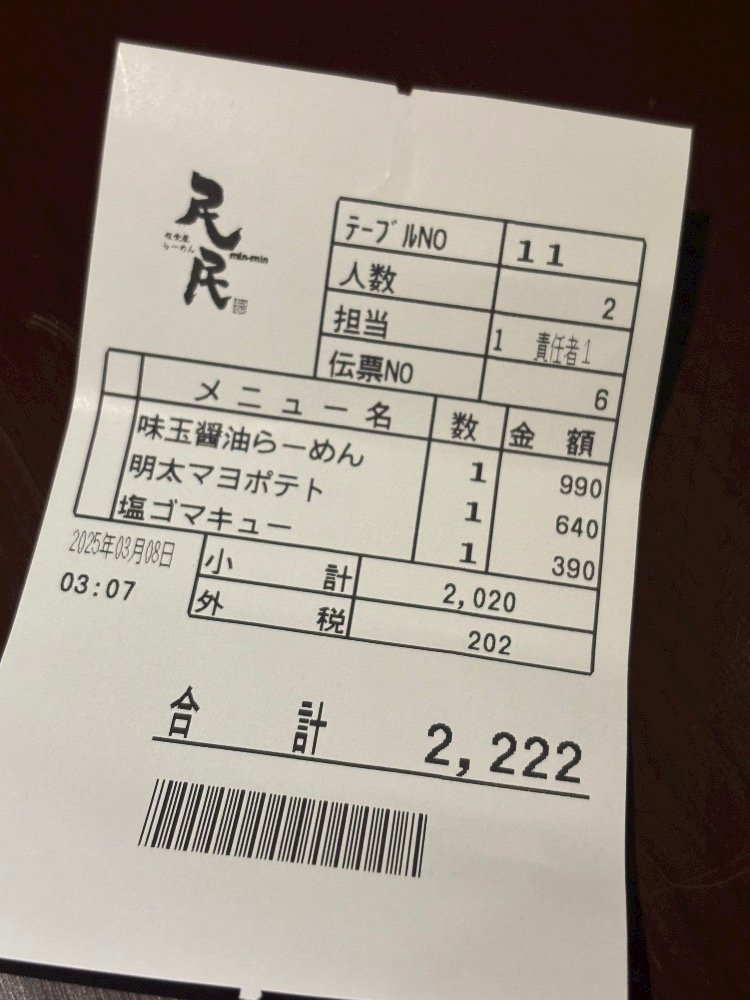 民民
らーめん
min-min
テーブルNO 11
人数 2
担当 1 責任者1
伝票NO 6
メニュー名 数 金額
味玉醤油らーめん 1 990
明太マヨポテト 1 640
塩ゴマキュー 1 390
2025年03月08日
03:07
小計 2,020
外税 202
合計 2,222